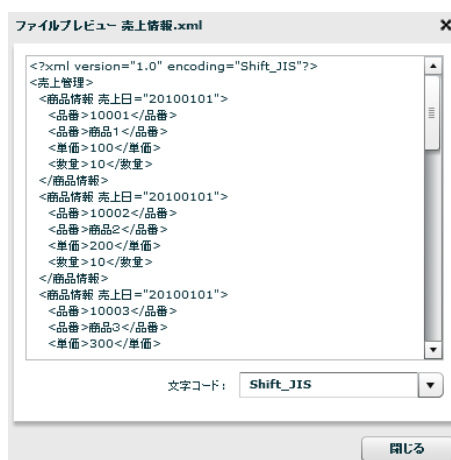 ファイルプレビュー 売上情報.xml
<?xml version="1.0" encoding="Shift_JIS"?>
<売上管理>
<商品情報 売上日="20100101">
<品番>10001</品番>
<品番>商品1</品番>
<単価>100</単価>
<数量>10</数量>
</商品情報>
<商品情報 売上日="20100101">
<品番>10002</品番>
<品番>商品2</品番>
<単価>200</単価>
<数量>10</数量>
</商品情報>
<商品情報 売上日="20100101">
<品番>10003</品番>
<品番>商品3</品番>
<単価>300</単価>
文字コード: Shift_JIS
閉じる